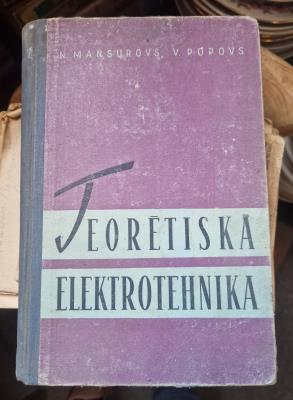 N. MANSUROVS, V. POPOVS
TEORĒTISKĀ
ELEKTROTEHNIKA